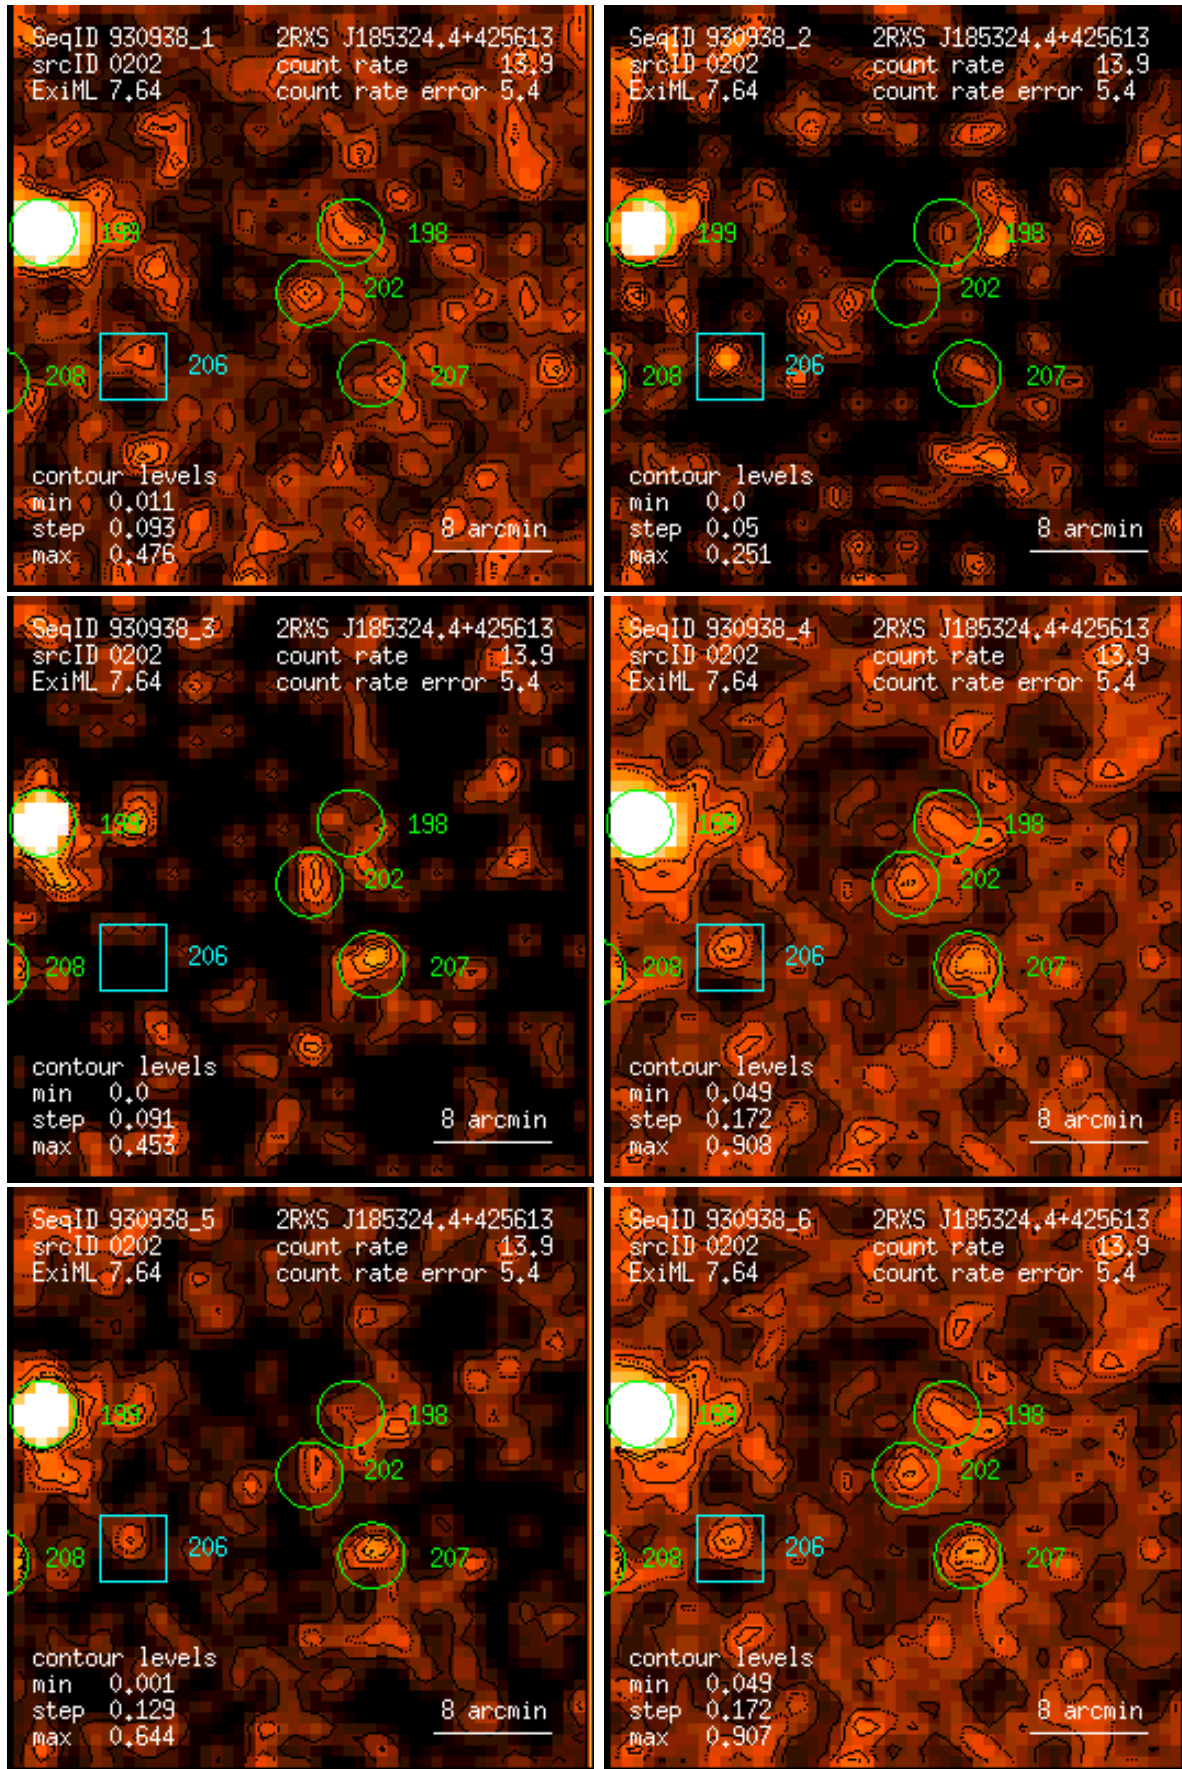 SeqID 930938_1 2RXS J185324.4+425613
srcID 0202 count rate 13.9
ExiML 7.64 count rate error 5.4
199 198
202
206
208 207
contour levels
min 0.011
step 0.093 8 arcmin
max 0.476
SeqID 930938_2 2RXS J185324.4+425613
srcID 0202 count rate 13.9
ExiML 7.64 count rate error 5.4
199 198
202
206
208 207
contour levels
min 0.0
step 0.05 8 arcmin
max 0.251
SeqID 930938_3 2RXS J185324.4+425613
srcID 0202 count rate 13.9
ExiML 7.64 count rate error 5.4
199 198
202
206
208 207
contour levels
min 0.0
step 0.091 8 arcmin
max 0.453
SeqID 930938_4 2RXS J185324.4+425613
srcID 0202 count rate 13.9
ExiML 7.64 count rate error 5.4
199 198
202
206
208 207
contour levels
min 0.049
step 0.172 8 arcmin
max 0.908
SeqID 930938_5 2RXS J185324.4+425613
srcID 0202 count rate 13.9
ExiML 7.64 count rate error 5.4
199 198
202
206
208 207
contour levels
min 0.001
step 0.129 8 arcmin
max 0.644
SeqID 930938_6 2RXS J185324.4+425613
srcID 0202 count rate 13.9
ExiML 7.64 count rate error 5.4
199 198
202
206
208 207
contour levels
min 0.049
step 0.172 8 arcmin
max 0.907